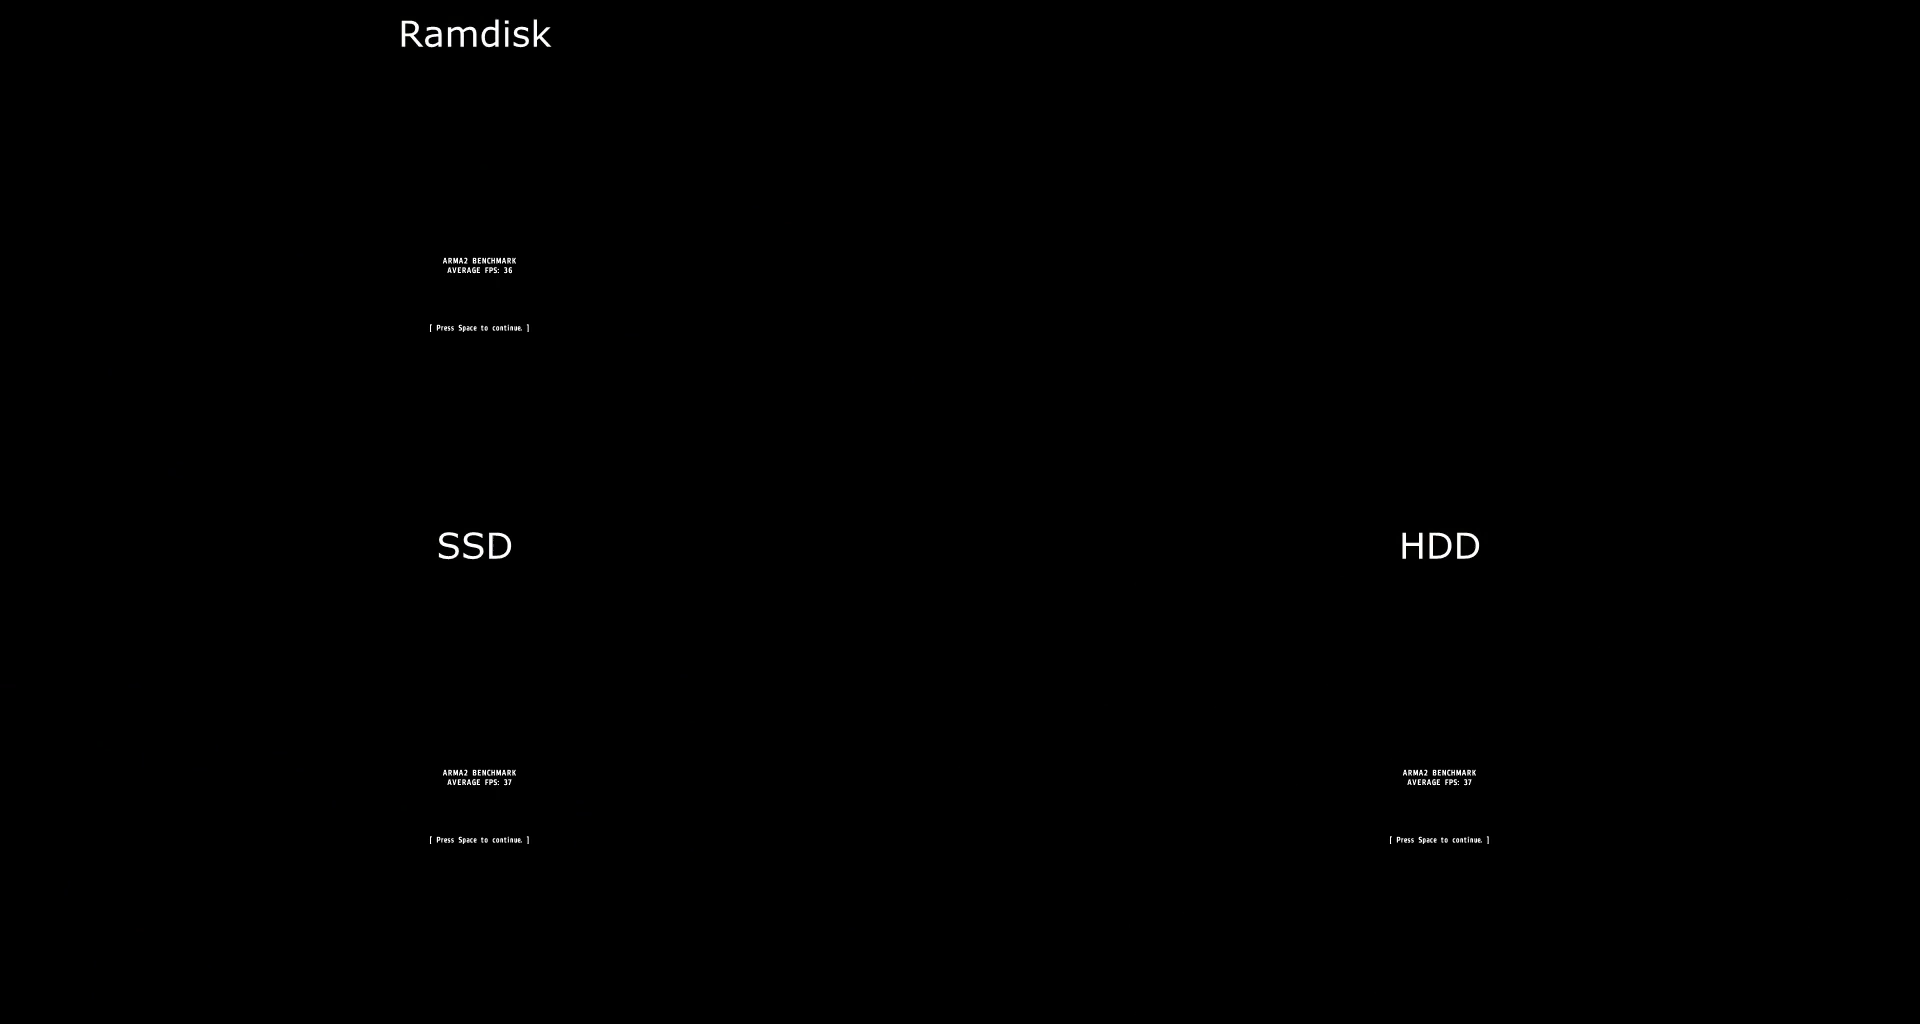 Ramdisk
ARMA2 BENCHMARK
AVERAGE FPS: 36
[ Press Space to continue. ]
SSD
ARMA2 BENCHMARK
AVERAGE FPS: 37
[ Press Space to continue. ]
HDD
ARMA2 BENCHMARK
AVERAGE FPS: 37
[ Press Space to continue. ]